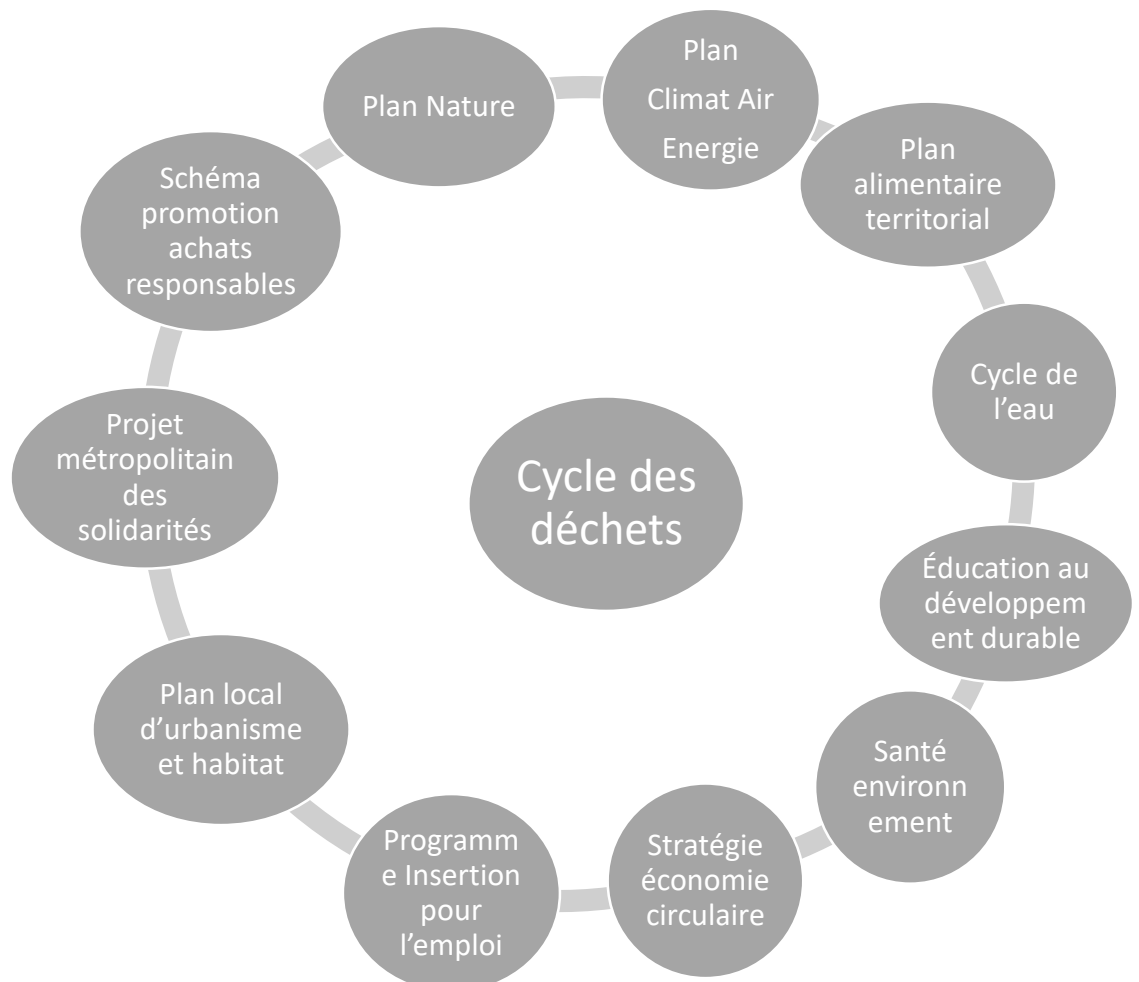 Plan
Climat Air
Energie
Plan
alimentaire
territorial
Cycle de
l’eau
Éducation au
développem
ent durable
Santé
environn
ement
Stratégie
économie
circulaire
Programm
e Insertion
pour
l’emploi
Plan local
d’urbanisme
et habitat
Projet
métropolitain
des
solidarités
Schéma
promotion
achats
responsables
Plan Nature
Cycle des
déchets